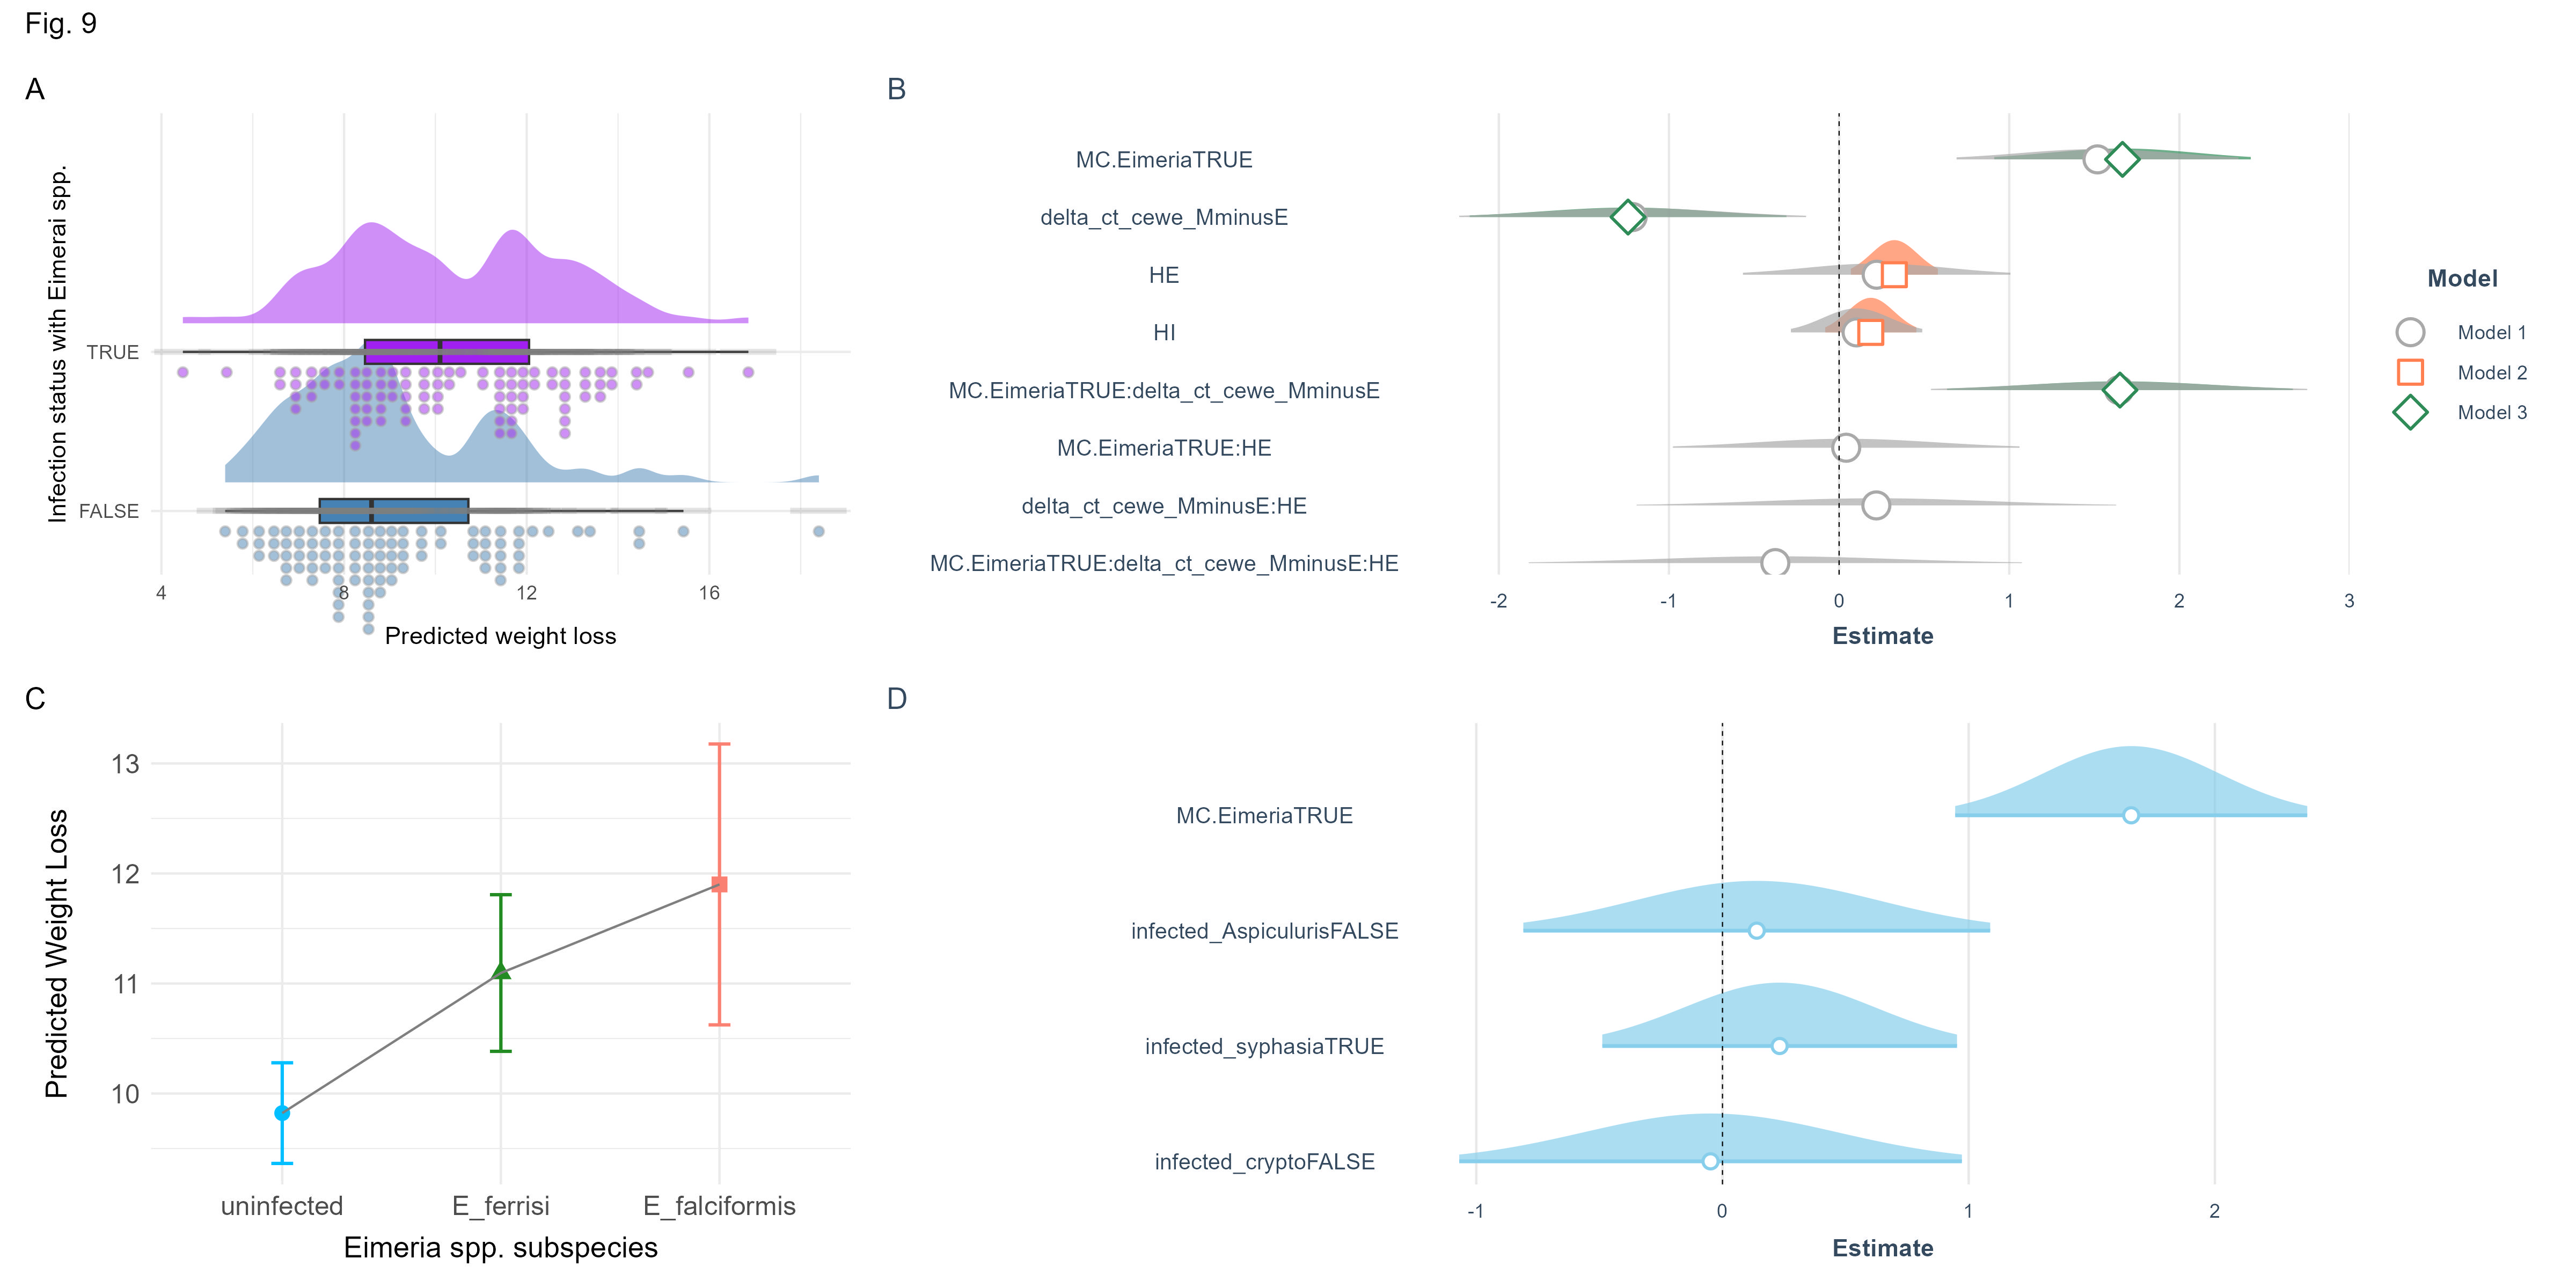 Fig. 9
A
Infection status with Eimerai spp.
TRUE
FALSE
4
8
12
16
Predicted weight loss
B
MC.EimeriaTRUE
delta_ct_cewe_MminusE
HE
HI
MC.EimeriaTRUE:delta_ct_cewe_MminusE
MC.EimeriaTRUE:HE
delta_ct_cewe_MminusE:HE
MC.EimeriaTRUE:delta_ct_cewe_MminusE:HE
-2
-1
0
1
2
3
Estimate
Model
Model 1
Model 2
Model 3
C
Predicted Weight Loss
13
12
11
10
uninfected
E_ferrisi
E_falciformis
Eimeria spp. subspecies
D
MC.EimeriaTRUE
infected_AspiculurisFALSE
infected_syphasiaTRUE
infected_cryptoFALSE
-1
0
1
2
Estimate